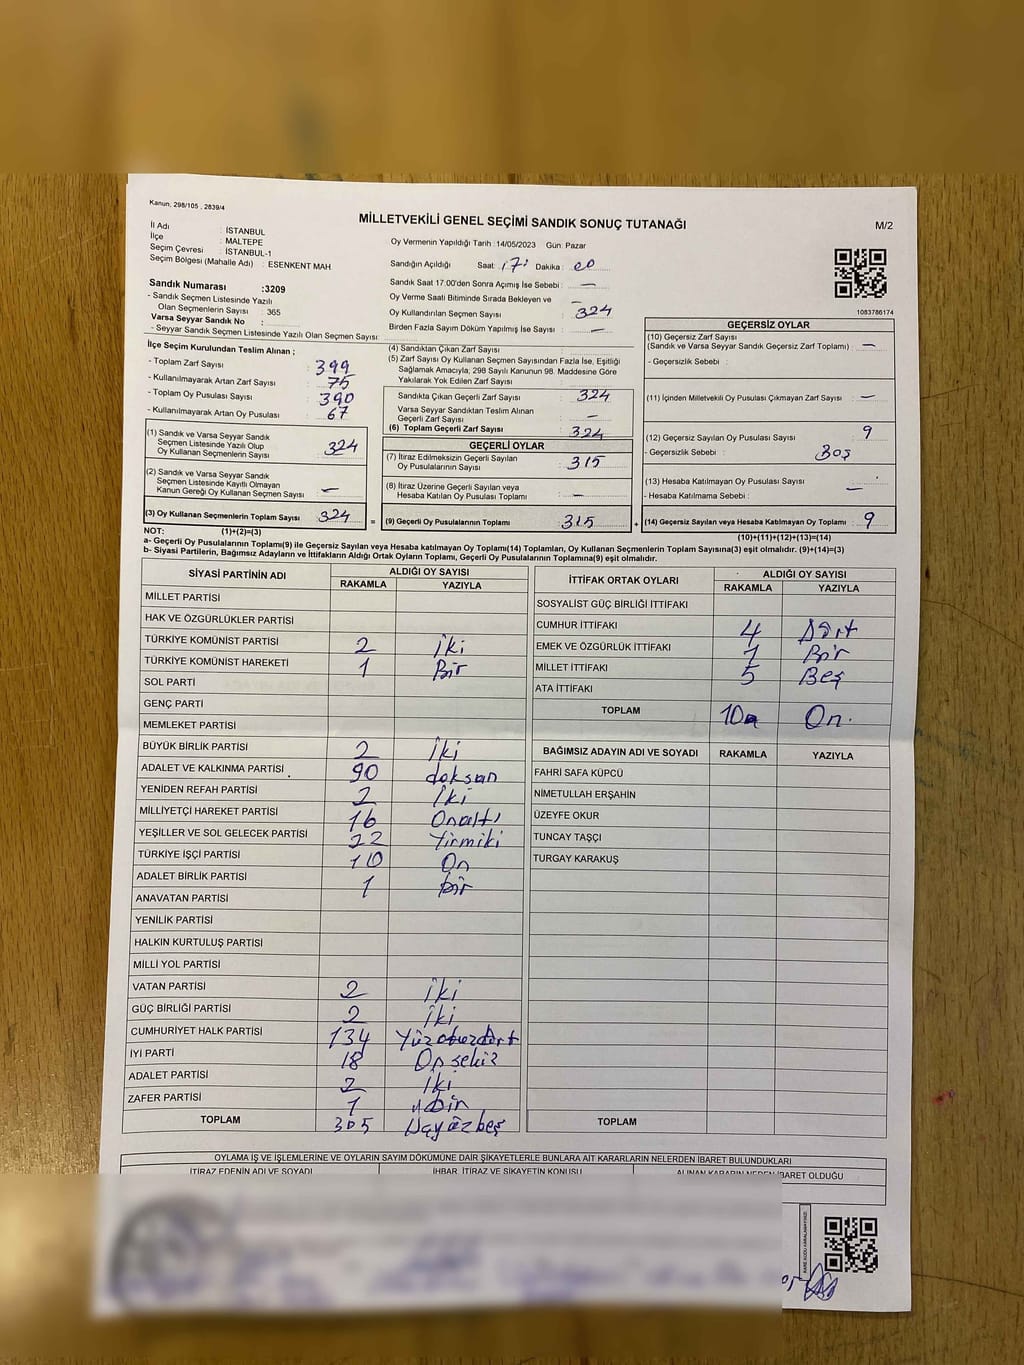 Kanun, 298/105 , 2839/4
MİLLETVEKİLİ GENEL SEÇİMİ SANDIK SONUÇ TUTANAĞI
M/2
İl Adı : İSTANBUL
İlçe : MALTEPE
Seçim Çevresi : İSTANBUL-1
Seçim Bölgesi (Mahalle Adı) : ESENKENT MAH.
Oy Vermenin Yapıldığı Tarih :14/05/2023 Gün: Pazar
Sandığın Açıldığı Saat: 17: Dakika : 00
Sandık Saat 17:00'den Sonra Açımış İse Sebebi : —
Oy Verme Saati Bitiminde Sırada Bekleyen ve
Oy Kullandırılan Seçmen Sayısı : 324
Birden Fazla Sayım Döküm Yapılmış İse Sayısı : —
1083786174
Sandık Numarası :3209
- Sandık Seçmen Listesinde Yazılı
Olan Seçmenlerin Sayısı : 365
Varsa Seyyar Sandık No :
- Seyyar Sandık Seçmen Listesinde Yazılı Olan Seçmen Sayısı:
İlçe Seçim Kurulundan Teslim Alınan ;
- Toplam Zarf Sayısı : 399
- Kullanılmayarak Artan Zarf Sayısı : 75
- Toplam Oy Pusulası Sayısı : 390
- Kullanılmayarak Artan Oy Pusulası : 67
(1) Sandık ve Varsa Seyyar Sandık
Seçmen Listesinde Yazılı Olup
Oy Kullanan Seçmenlerin Sayısı : 324
(2) Sandık ve Varsa Seyyar Sandık
Seçmen Listesinde Kayıtlı Olmayan
Kanun Gereği Oy Kullanan Seçmen Sayısı : —
(3) Oy Kullanan Seçmenlerin Toplam Sayısı : 324
(1)+(2)=(3)
(4) Sandıktan Çıkan Zarf Sayısı :
(5) Zarf Sayısı Oy Kullanan Seçmen Sayısından Fazla İse, Eşitliği
Sağlamak Amacıyla, 298 Sayılı Kanunun 98. Maddesine Göre
Yakılarak Yok Edilen Zarf Sayısı :
Sandıkta Çıkan Geçerli Zarf Sayısı : 324
Varsa Seyyar Sandıktan Teslim Alınan
Geçerli Zarf Sayısı : —
(6) Toplam Geçerli Zarf Sayısı : 324
GEÇERLİ OYLAR
(7) İtiraz Edilmeksizin Geçerli Sayılan
Oy Pusulalarının Sayısı : 315
(8) İtiraz Üzerine Geçerli Sayılan veya
Hesaba Katılan Oy Pusulası Toplamı : —
= (9) Geçerli Oy Pusulalarının Toplamı : 315
GEÇERSİZ OYLAR
(10) Geçersiz Zarf Sayısı
(Sandık ve Varsa Seyyar Sandık Geçersiz Zarf Toplamı) : —
- Geçersizlik Sebebi :
(11) İçinden Milletvekili Oy Pusulası Çıkmayan Zarf Sayısı : —
(12) Geçersiz Sayılan Oy Pusulası Sayısı : 9
- Geçersizlik Sebebi : Boş
(13) Hesaba Katılmayan Oy Pusulası Sayısı :
- Hesaba Katılmama Sebebi : —
+ (14) Geçersiz Sayılan veya Hesaba Katılmayan Oy Toplamı : 9
(10)+(11)+(12)+(13)=(14)
NOT:
a- Geçerli Oy Pusulalarının Toplamı(9) ile Geçersiz Sayılan veya Hesaba katılmayan Oy Toplamı(14) Toplamları, Oy Kullanan Seçmenlerin Toplam Sayısına(3) eşit olmalıdır. (9)+(14)=(3)
b- Siyasi Partilerin, Bağımsız Adayların ve İttifakların Aldığı Ortak Oyların Toplamı, Geçerli Oy Pusulalarının Toplamına(9) eşit olmalıdır.
SİYASİ PARTİNİN ADI ALDIĞI OY SAYISI
RAKAMLA YAZIYLA
MİLLET PARTİSİ
HAK VE ÖZGÜRLÜKLER PARTİSİ
TÜRKİYE KOMÜNİST PARTİSİ 2 İki
TÜRKİYE KOMÜNİST HAREKETİ 1 Bir
SOL PARTİ
GENÇ PARTİ
MEMLEKET PARTİSİ
BÜYÜK BİRLİK PARTİSİ 2 İki
ADALET VE KALKINMA PARTİSİ 90 doksan
YENİDEN REFAH PARTİSİ 2 İki
MİLLİYETÇİ HAREKET PARTİSİ 16 Onaltı
YEŞİLLER VE SOL GELECEK PARTİSİ 22 Yirmiki
TÜRKİYE İŞÇİ PARTİSİ 10 On
ADALET BİRLİK PARTİSİ 1 bir
ANAVATAN PARTİSİ
YENİLİK PARTİSİ
HALKIN KURTULUŞ PARTİSİ
MİLLİ YOL PARTİSİ
VATAN PARTİSİ 2 İki
GÜÇ BİRLİĞİ PARTİSİ 2 İki
CUMHURİYET HALK PARTİSİ 134 Yüzotuzdört
İYİ PARTİ 18 Onsekiz
ADALET PARTİSİ 2 İki
ZAFER PARTİSİ 1 bir
TOPLAM 305 Üçyüzbeş
İTTİFAK ORTAK OYLARI ALDIĞI OY SAYISI
RAKAMLA YAZIYLA
SOSYALİST GÜÇ BİRLİĞİ İTTİFAKI
CUMHUR İTTİFAKI 4 Dört
EMEK VE ÖZGÜRLÜK İTTİFAKI 1 Bir
MİLLET İTTİFAKI 5 Beş
ATA İTTİFAKI
TOPLAM 10 On.
BAĞIMSIZ ADAYIN ADI VE SOYADI RAKAMLA YAZIYLA
FAHRİ SAFA KÜPCÜ
NİMETULLAH ERŞAHİN
ÜZEYFE OKUR
TUNCAY TAŞÇI
TURGAY KARAKUŞ
TOPLAM
OYLAMA İŞ VE İŞLEMLERİNE VE OYLARIN SAYIM DÖKÜMÜNE DAİR ŞİKAYETLERLE BUNLARA AİT KARARLARIN NELERDEN İBARET BULUNDUKLARI
İTİRAZ EDENİN ADI VE SOYADI İHBAR, İTİRAZ VE ŞİKAYETİN KONUSU ALINAN KARARIN NEDEN İBARET OLDUĞU